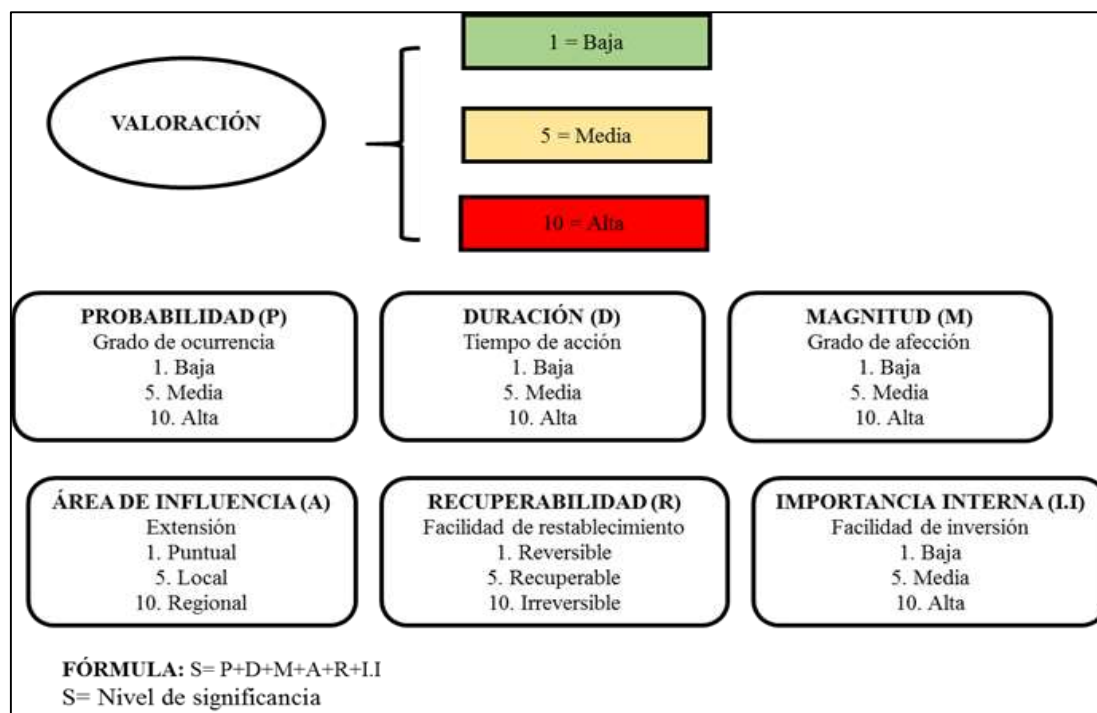 VALORACIÓN
1 = Baja
5 = Media
10 = Alta
PROBABILIDAD (P)
Grado de ocurrencia
1. Baja
5. Media
10. Alta
DURACIÓN (D)
Tiempo de acción
1. Baja
5. Media
10. Alta
MAGNITUD (M)
Grado de afección
1. Baja
5. Media
10. Alta
ÁREA DE INFLUENCIA (A)
Extensión
1. Puntual
5. Local
10. Regional
RECUPERABILIDAD (R)
Facilidad de restablecimiento
1. Reversible
5. Recuperable
10. Irreversible
IMPORTANCIA INTERNA (I.I)
Facilidad de inversión
1. Baja
5. Media
10. Alta
FÓRMULA: S= P+D+M+A+R+I.I
S= Nivel de significancia